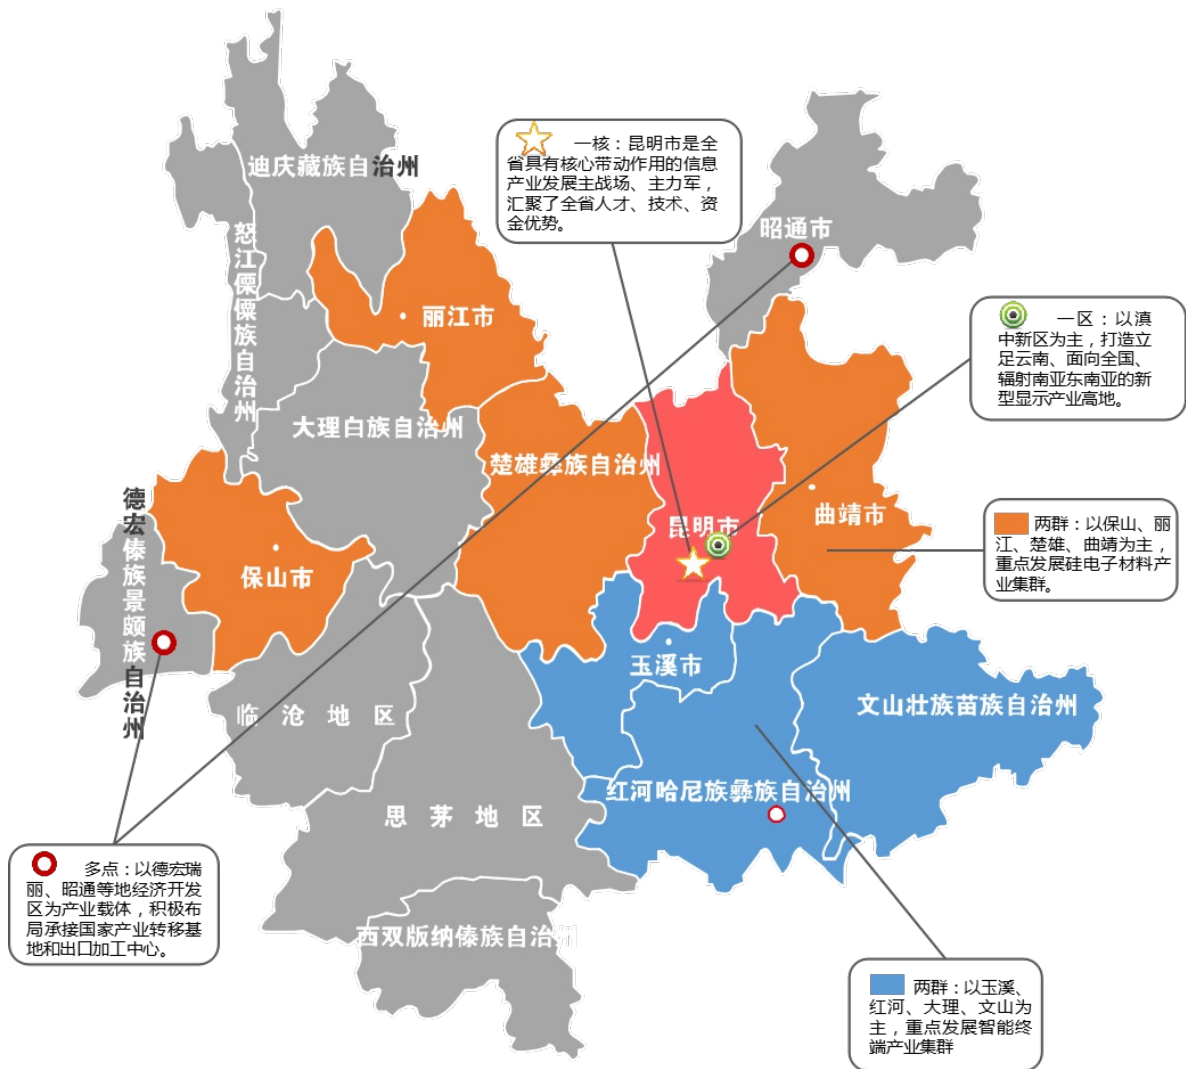 迪庆藏族自治州
怒江傈僳族自治州
丽江市
大理白族自治州
楚雄彝族自治州
德宏傣族景颇族自治州
保山市
昭通市
昆明市
曲靖市
玉溪市
临沧地区
文山壮族苗族自治州
红河哈尼族彝族自治州
思茅地区
西双版纳傣族自治州
一核：昆明市是全
省具有核心带动作用的信息
产业发展主战场、主力军，
汇聚了全省人才、技术、资
金优势。
一区：以滇
中新区为主，打造立
足云南、面向全国、
辐射南亚东南亚的新
型显示产业高地。
两群：以保山、丽
江、楚雄、曲靖为主，
重点发展硅电子材料产
业集群。
多点：以德宏瑞
丽、昭通等地经济开发
区为产业载体，积极布
局承接国家产业转移基
地和出口加工中心。
两群：以玉溪、
红河、大理、文山为
主，重点发展智能终
端产业集群